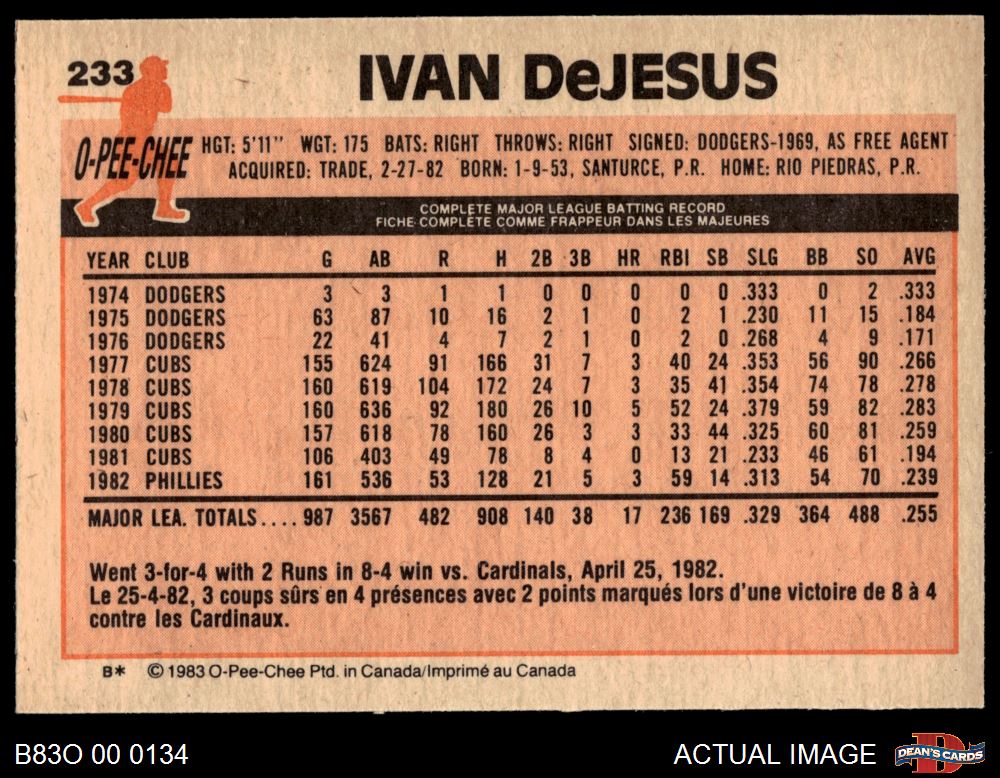 233
IVAN DeJESUS
O-PEE-CHEE
HGT: 5'11" WGT: 175 BATS: RIGHT THROWS: RIGHT SIGNED: DODGERS-1969, AS FREE AGENT
ACQUIRED: TRADE, 2-27-82 BORN: 1-9-53, SANTURCE, P.R. HOME: RIO PIEDRAS, P.R.
COMPLETE MAJOR LEAGUE BATTING RECORD
FICHE COMPLÈTE COMME FRAPPEUR DANS LES MAJEURES
YEAR CLUB G AB R H 2B 3B HR RBI SB SLG BB SO AVG
1974 DODGERS 3 3 1 1 0 0 0 0 0 .333 0 2 .333
1975 DODGERS 63 87 10 16 2 1 0 2 1 .230 11 15 .184
1976 DODGERS 22 41 4 7 2 1 0 2 0 .268 4 9 .171
1977 CUBS 155 624 91 166 31 7 3 40 24 .353 56 90 .266
1978 CUBS 160 619 104 172 24 7 3 35 41 .354 74 78 .278
1979 CUBS 160 636 92 180 26 10 5 52 24 .379 59 82 .283
1980 CUBS 157 618 78 160 26 3 3 33 44 .325 60 81 .259
1981 CUBS 106 403 49 78 8 4 0 13 21 .233 46 61 .194
1982 PHILLIES 161 536 53 128 21 5 3 59 14 .313 54 70 .239
MAJOR LEA. TOTALS.... 987 3567 482 908 140 38 17 236 169 .329 364 488 .255
Went 3-for-4 with 2 Runs in 8-4 win vs. Cardinals, April 25, 1982.
Le 25-4-82, 3 coups sûrs en 4 présences avec 2 points marqués lors d'une victoire de 8 à 4
contre les Cardinaux.
B* © 1983 O-Pee-Chee Ptd. in Canada/Imprimé au Canada
B83O 00 0134
ACTUAL IMAGE
DEAN'S CARDS